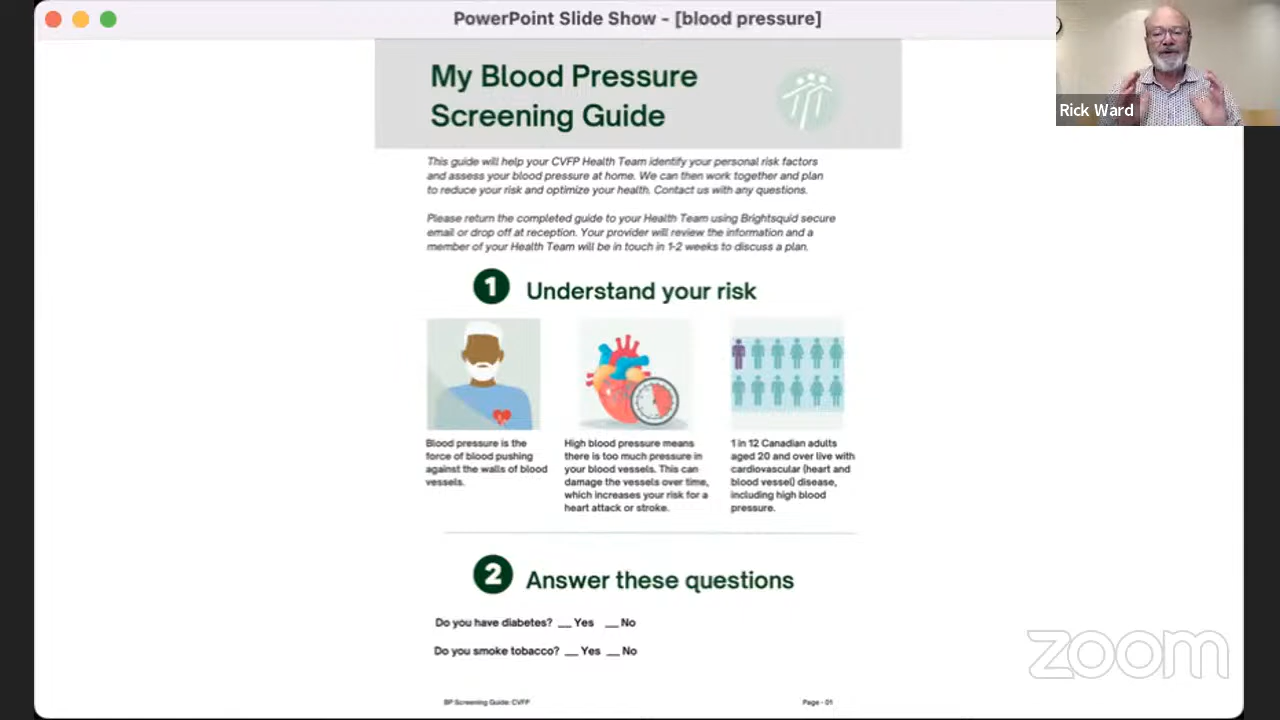 PowerPoint Slide Show - [blood pressure]
Rick Ward
My Blood Pressure
Screening Guide
This guide will help your CVFP Health Team identify your personal risk factors
and assess your blood pressure at home. We can then work together and plan
to reduce your risk and optimize your health. Contact us with any questions.
Please return the completed guide to your Health Team using Brightsquid secure
email or drop off at reception. Your provider will review the information and a
member of your Health Team will be in touch in 1-2 weeks to discuss a plan.
1 Understand your risk
Blood pressure is the
force of blood pushing
against the walls of blood
vessels.
High blood pressure means
there is too much pressure in
your blood vessels. This can
damage the vessels over time,
which increases your risk for a
heart attack or stroke.
1 in 12 Canadian adults
aged 20 and over live with
cardiovascular (heart and
blood vessel) disease,
including high blood
pressure.
2 Answer these questions
Do you have diabetes? __ Yes __ No
Do you smoke tobacco? __ Yes __ No
BP Screening Guide: CVFP
Page - 01
zoom